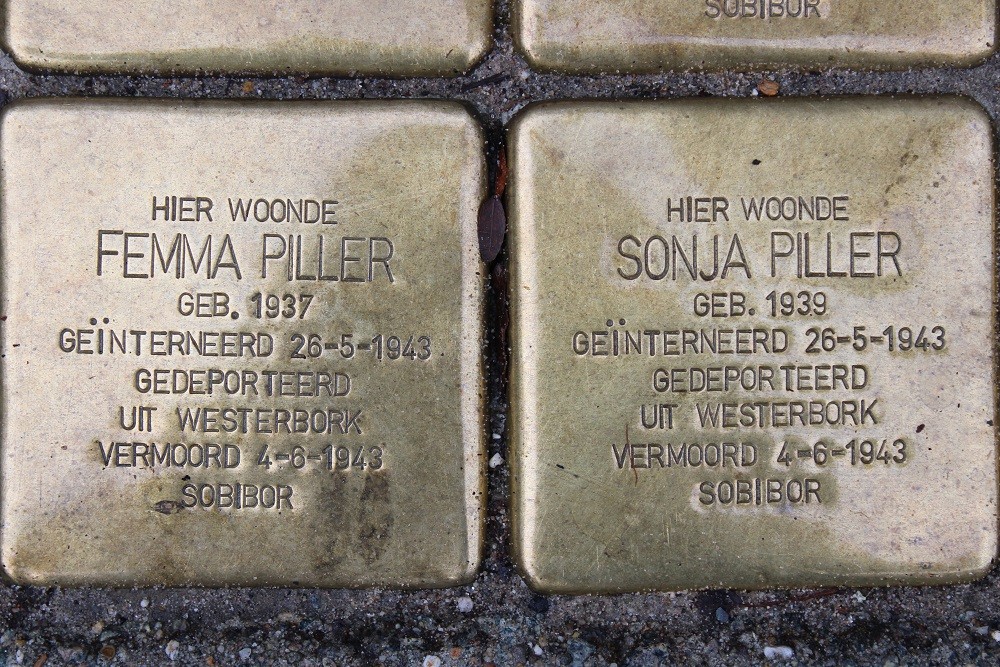 SOBIBOR
HIER WOONDE
FEMMA PILLER
GEB. 1937
GEÏNTERNEERD 26-5-1943
GEDEPORTEERD
UIT WESTERBORK
VERMOORD 4-6-1943
SOBIBOR
HIER WOONDE
SONJA PILLER
GEB. 1939
GEÏNTERNEERD 26-5-1943
GEDEPORTEERD
UIT WESTERBORK
VERMOORD 4-6-1943
SOBIBOR